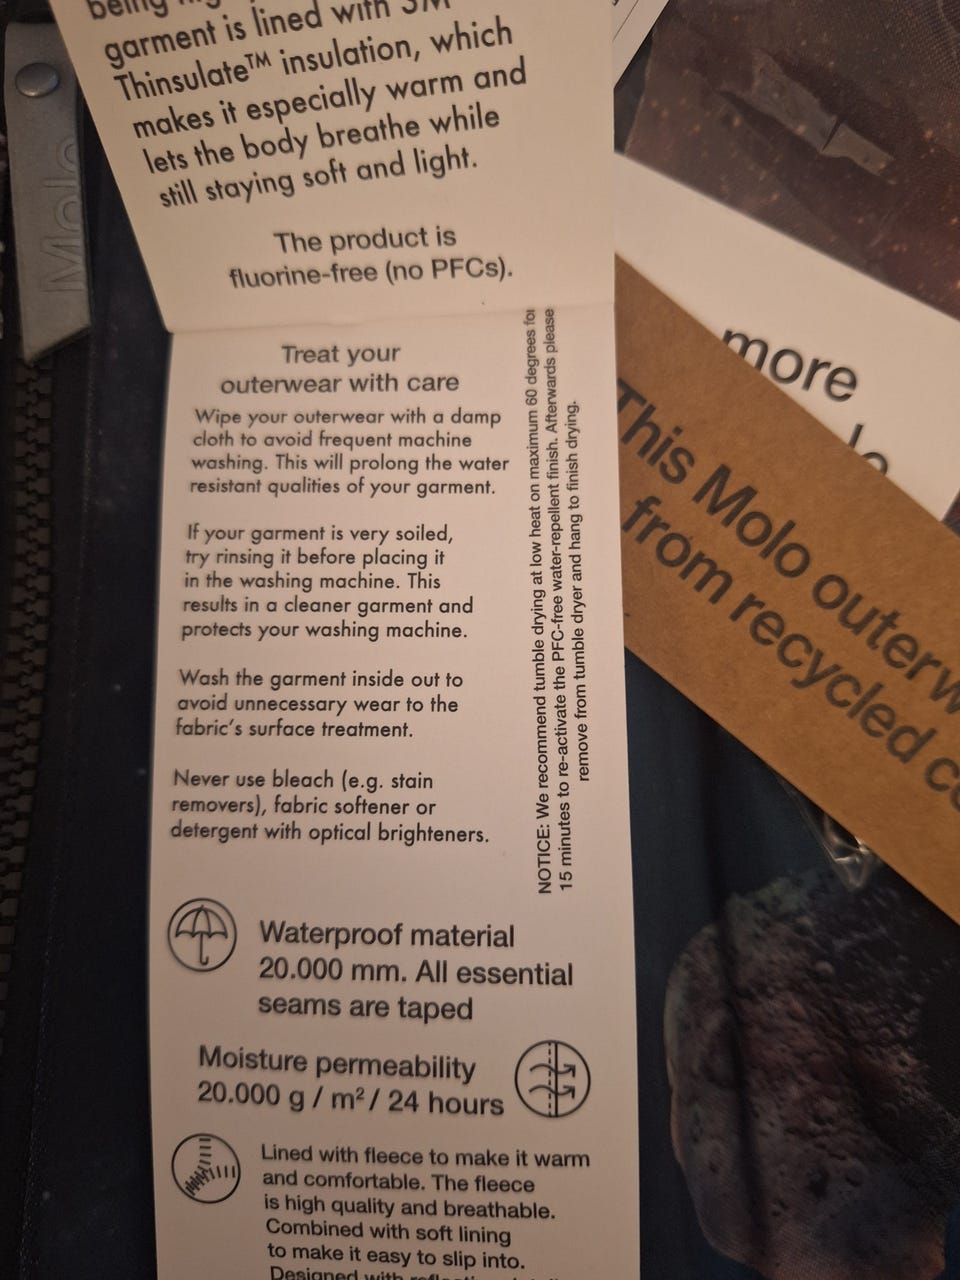 being
garment is lined with 3M
Thinsulate™ insulation, which
makes it especially warm and
lets the body breathe while
still staying soft and light.
The product is
fluorine-free (no PFCs).
Treat your
outerwear with care
Wipe your outerwear with a damp
cloth to avoid frequent machine
washing. This will prolong the water
resistant qualities of your garment.
If your garment is very soiled,
try rinsing it before placing it
in the washing machine. This
results in a cleaner garment and
protects your washing machine.
Wash the garment inside out to
avoid unnecessary wear to the
fabric's surface treatment.
Never use bleach (e.g. stain
removers), fabric softener or
detergent with optical brighteners.
NOTICE: We recommend tumble drying at low heat on maximum 60 degrees for
15 minutes to re-activate the PFC-free water-repellent finish. Afterwards please
remove from tumble dryer and hang to finish drying.
Waterproof material
20.000 mm. All essential
seams are taped
Moisture permeability
20.000 g / m² / 24 hours
Lined with fleece to make it warm
and comfortable. The fleece
is high quality and breathable.
Combined with soft lining
to make it easy to slip into.
Designed with
Molo
more
This Molo outerw
from recycled